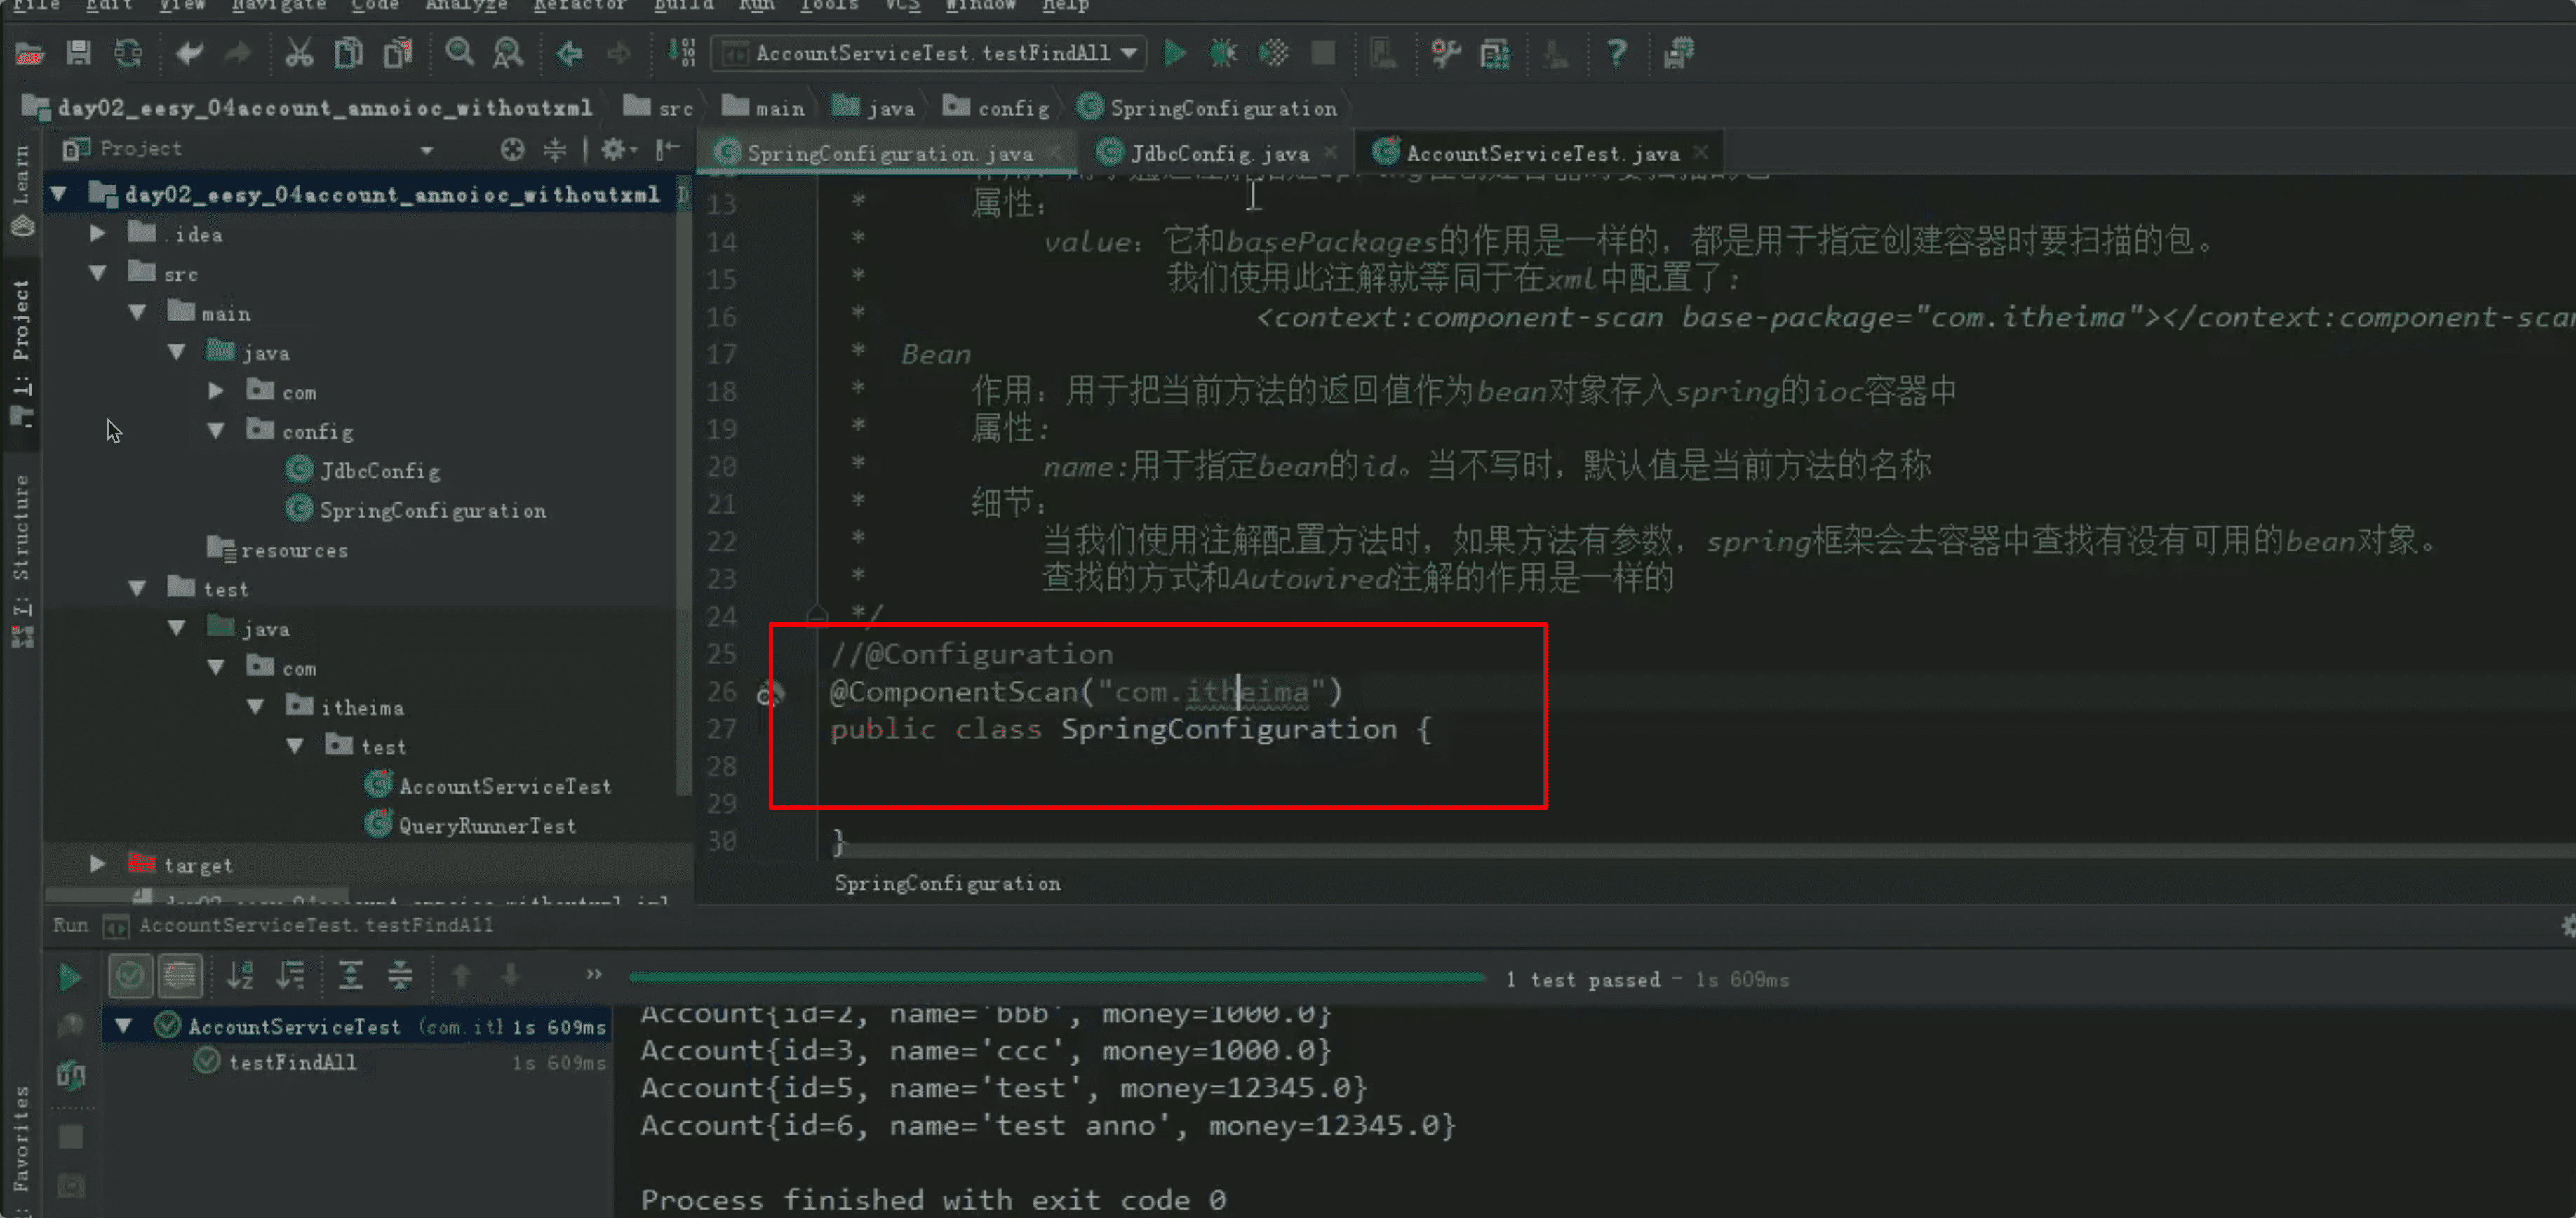 File Edit View Navigate Code Analyze Refactor Build Run Tools VCS Window Help
AccountServiceTest.testFindAll
day02_eesy_04account_annoioc_withoutxml src main java config SpringConfiguration
Project
SpringConfiguration.java JdbcConfig.java AccountServiceTest.java
Learn
1: Project
7: Structure
Favorites
day02_eesy_04account_annoioc_withoutxml D
.idea
src
main
java
com
config
JdbcConfig
SpringConfiguration
resources
test
java
com
itheima
test
AccountServiceTest
QueryRunnerTest
target
day02_eesy_04account_annoioc_withoutxml.iml
13 * 属性：
14 * value：它和basePackages的作用是一样的，都是用于指定创建容器时要扫描的包。
15 * 我们使用此注解就等同于在xml中配置了：
16 * <context:component-scan base-package="com.itheima"></context:component-scan
17 * Bean
18 * 作用：用于把当前方法的返回值作为bean对象存入spring的ioc容器中
19 * 属性：
20 * name:用于指定bean的id。当不写时，默认值是当前方法的名称
21 * 细节：
22 * 当我们使用注解配置方法时，如果方法有参数，spring框架会去容器中查找有没有可用的bean对象。
23 * 查找的方式和Autowired注解的作用是一样的
24 */
25 //@Configuration
26 @ComponentScan("com.itheima")
27 public class SpringConfiguration {
28
29
30 }
SpringConfiguration
Run AccountServiceTest.testFindAll
1 test passed - 1s 609ms
AccountServiceTest (com.itl 1s 609ms
testFindAll 1s 609ms
Account{id=2, name='bbb', money=1000.0}
Account{id=3, name='ccc', money=1000.0}
Account{id=5, name='test', money=12345.0}
Account{id=6, name='test anno', money=12345.0}
Process finished with exit code 0